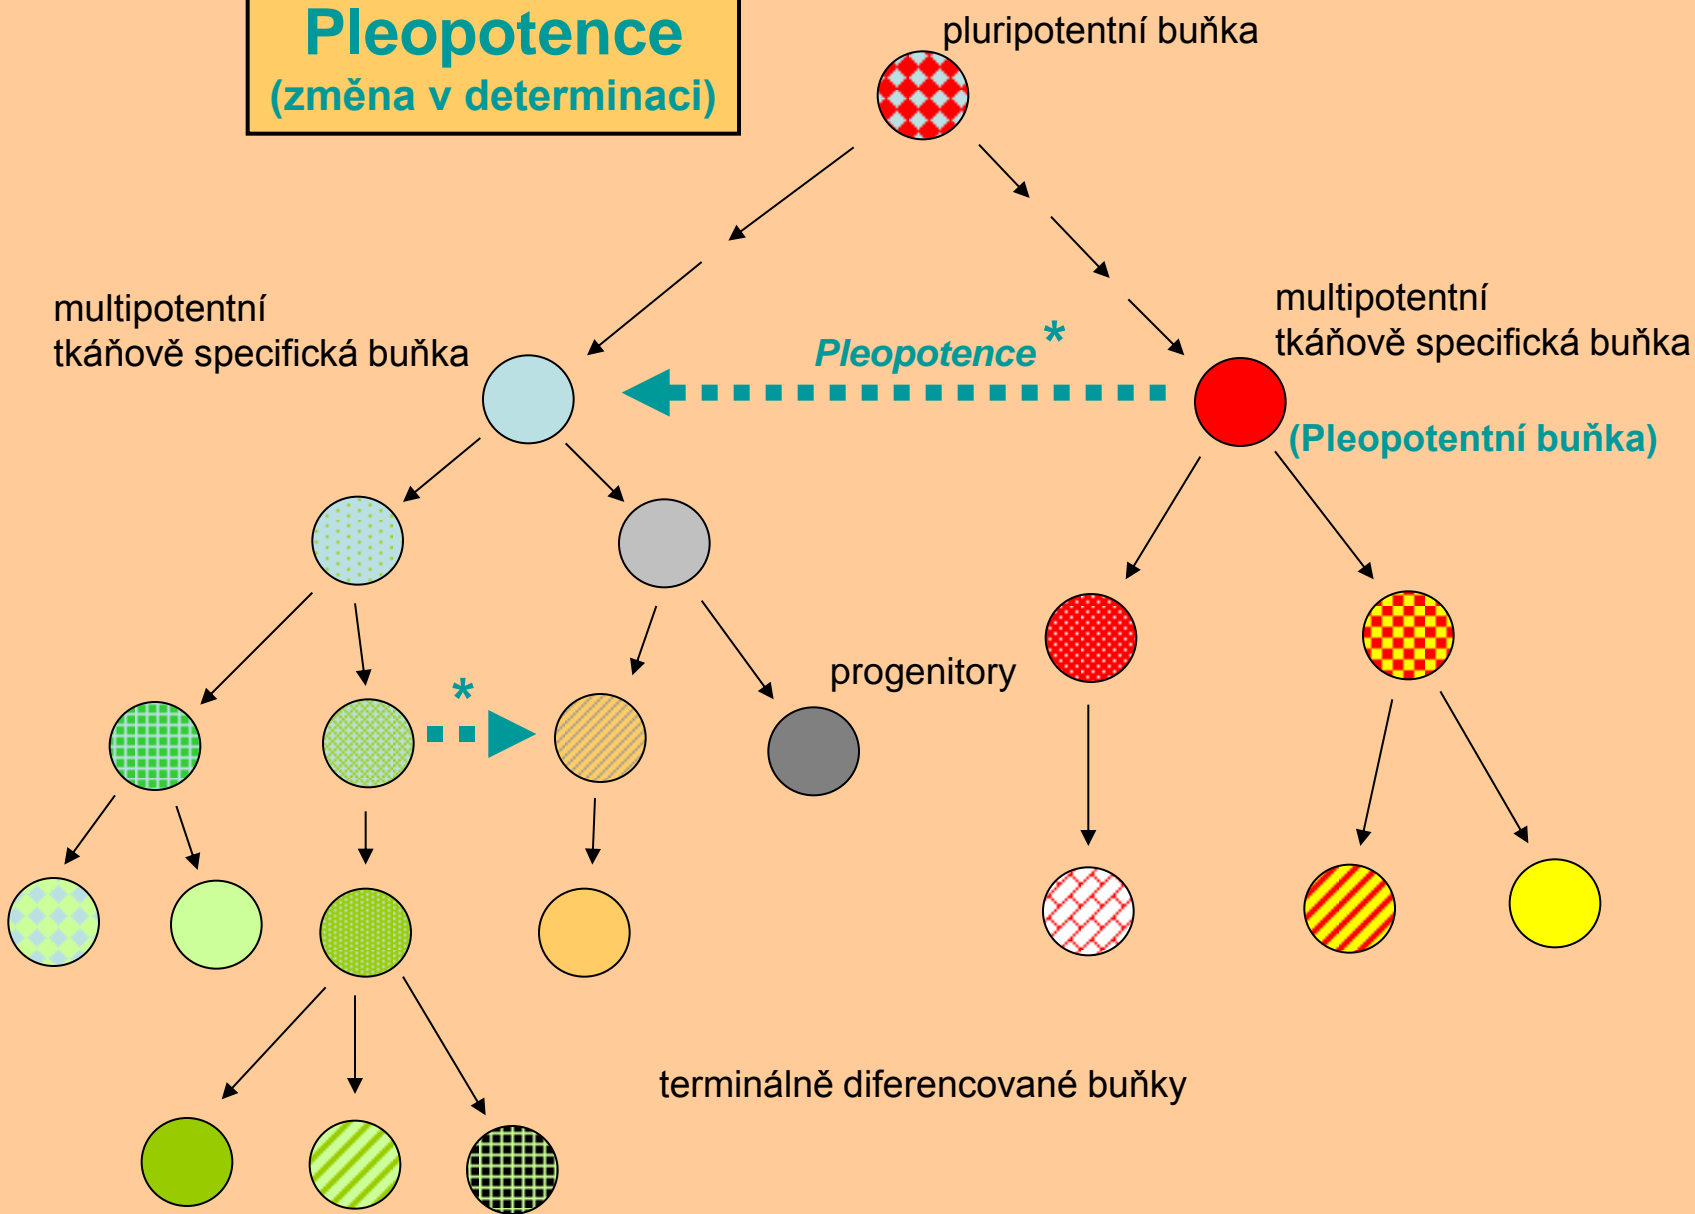 Pleopotence
(změna v determinaci)
pluripotentní buňka
multipotentní
tkáňově specifická buňka
Pleopotence *
multipotentní
tkáňově specifická buňka
(Pleopotentní buňka)
*
progenitory
terminálně diferencované buňky